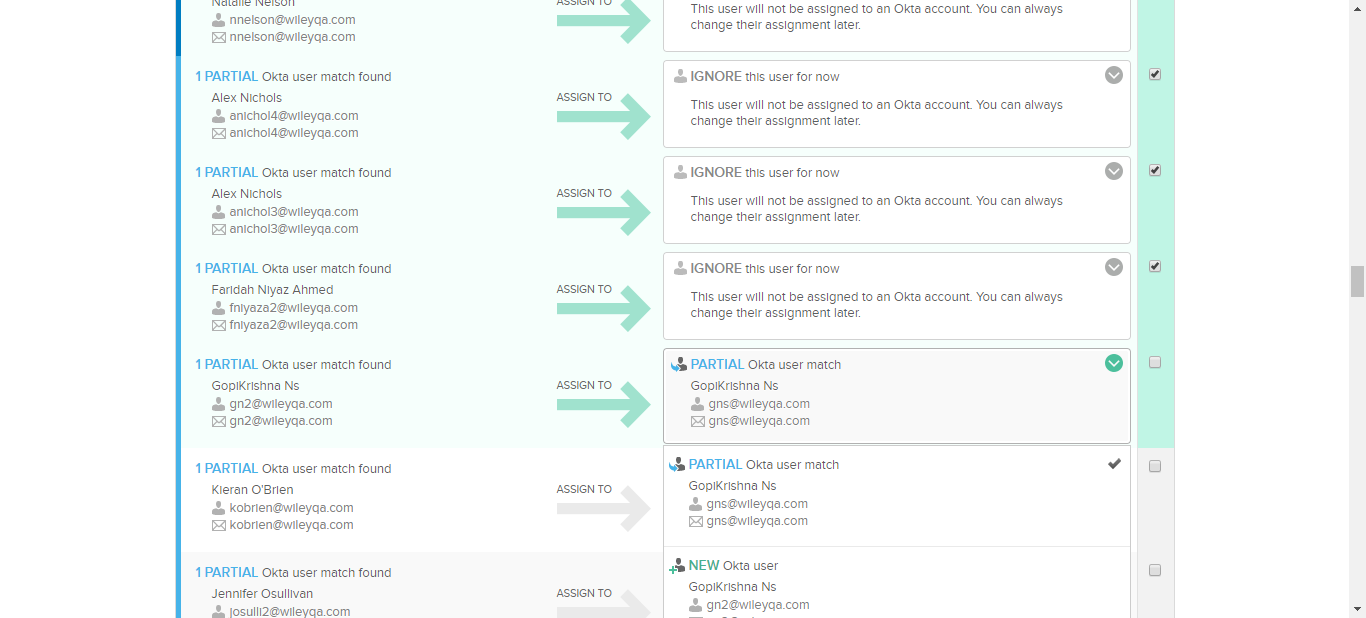 Natalie Nelson
nnelson@wileyqa.com
nnelson@wileyqa.com
ASSIGN TO
This user will not be assigned to an Okta account. You can always
change their assignment later.
1 PARTIAL Okta user match found
Alex Nichols
anichol4@wileyqa.com
anichol4@wileyqa.com
ASSIGN TO
IGNORE this user for now
This user will not be assigned to an Okta account. You can always
change their assignment later.
1 PARTIAL Okta user match found
Alex Nichols
anichol3@wileyqa.com
anichol3@wileyqa.com
ASSIGN TO
IGNORE this user for now
This user will not be assigned to an Okta account. You can always
change their assignment later.
1 PARTIAL Okta user match found
Faridah Niyaz Ahmed
fniyaza2@wileyqa.com
fniyaza2@wileyqa.com
ASSIGN TO
IGNORE this user for now
This user will not be assigned to an Okta account. You can always
change their assignment later.
1 PARTIAL Okta user match found
GopiKrishna Ns
gn2@wileyqa.com
gn2@wileyqa.com
ASSIGN TO
PARTIAL Okta user match
GopiKrishna Ns
gns@wileyqa.com
gns@wileyqa.com
1 PARTIAL Okta user match found
Kieran O'Brien
kobrien@wileyqa.com
kobrien@wileyqa.com
ASSIGN TO
PARTIAL Okta user match
GopiKrishna Ns
gns@wileyqa.com
gns@wileyqa.com
1 PARTIAL Okta user match found
Jennifer Osullivan
josulli2@wileyqa.com
ASSIGN TO
NEW Okta user
GopiKrishna Ns
gn2@wileyqa.com